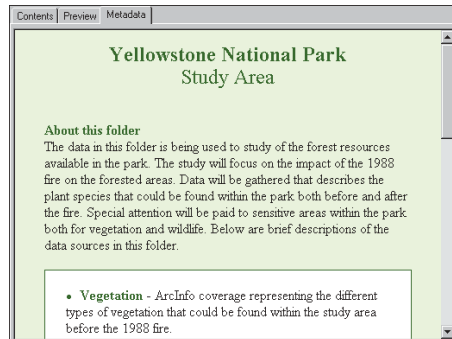 Contents Preview Metadata
Yellowstone National Park
Study Area
About this folder
The data in this folder is being used to study of the forest resources
available in the park. The study will focus on the impact of the 1988
fire on the forested areas. Data will be gathered that describes the
plant species that could be found within the park both before and after
the fire. Special attention will be paid to sensitive areas within the park
both for vegetation and wildlife. Below are brief descriptions of the
data sources in this folder.
• Vegetation - ArcInfo coverage representing the different
types of vegetation that could be found within the study area
before the 1988 fire.